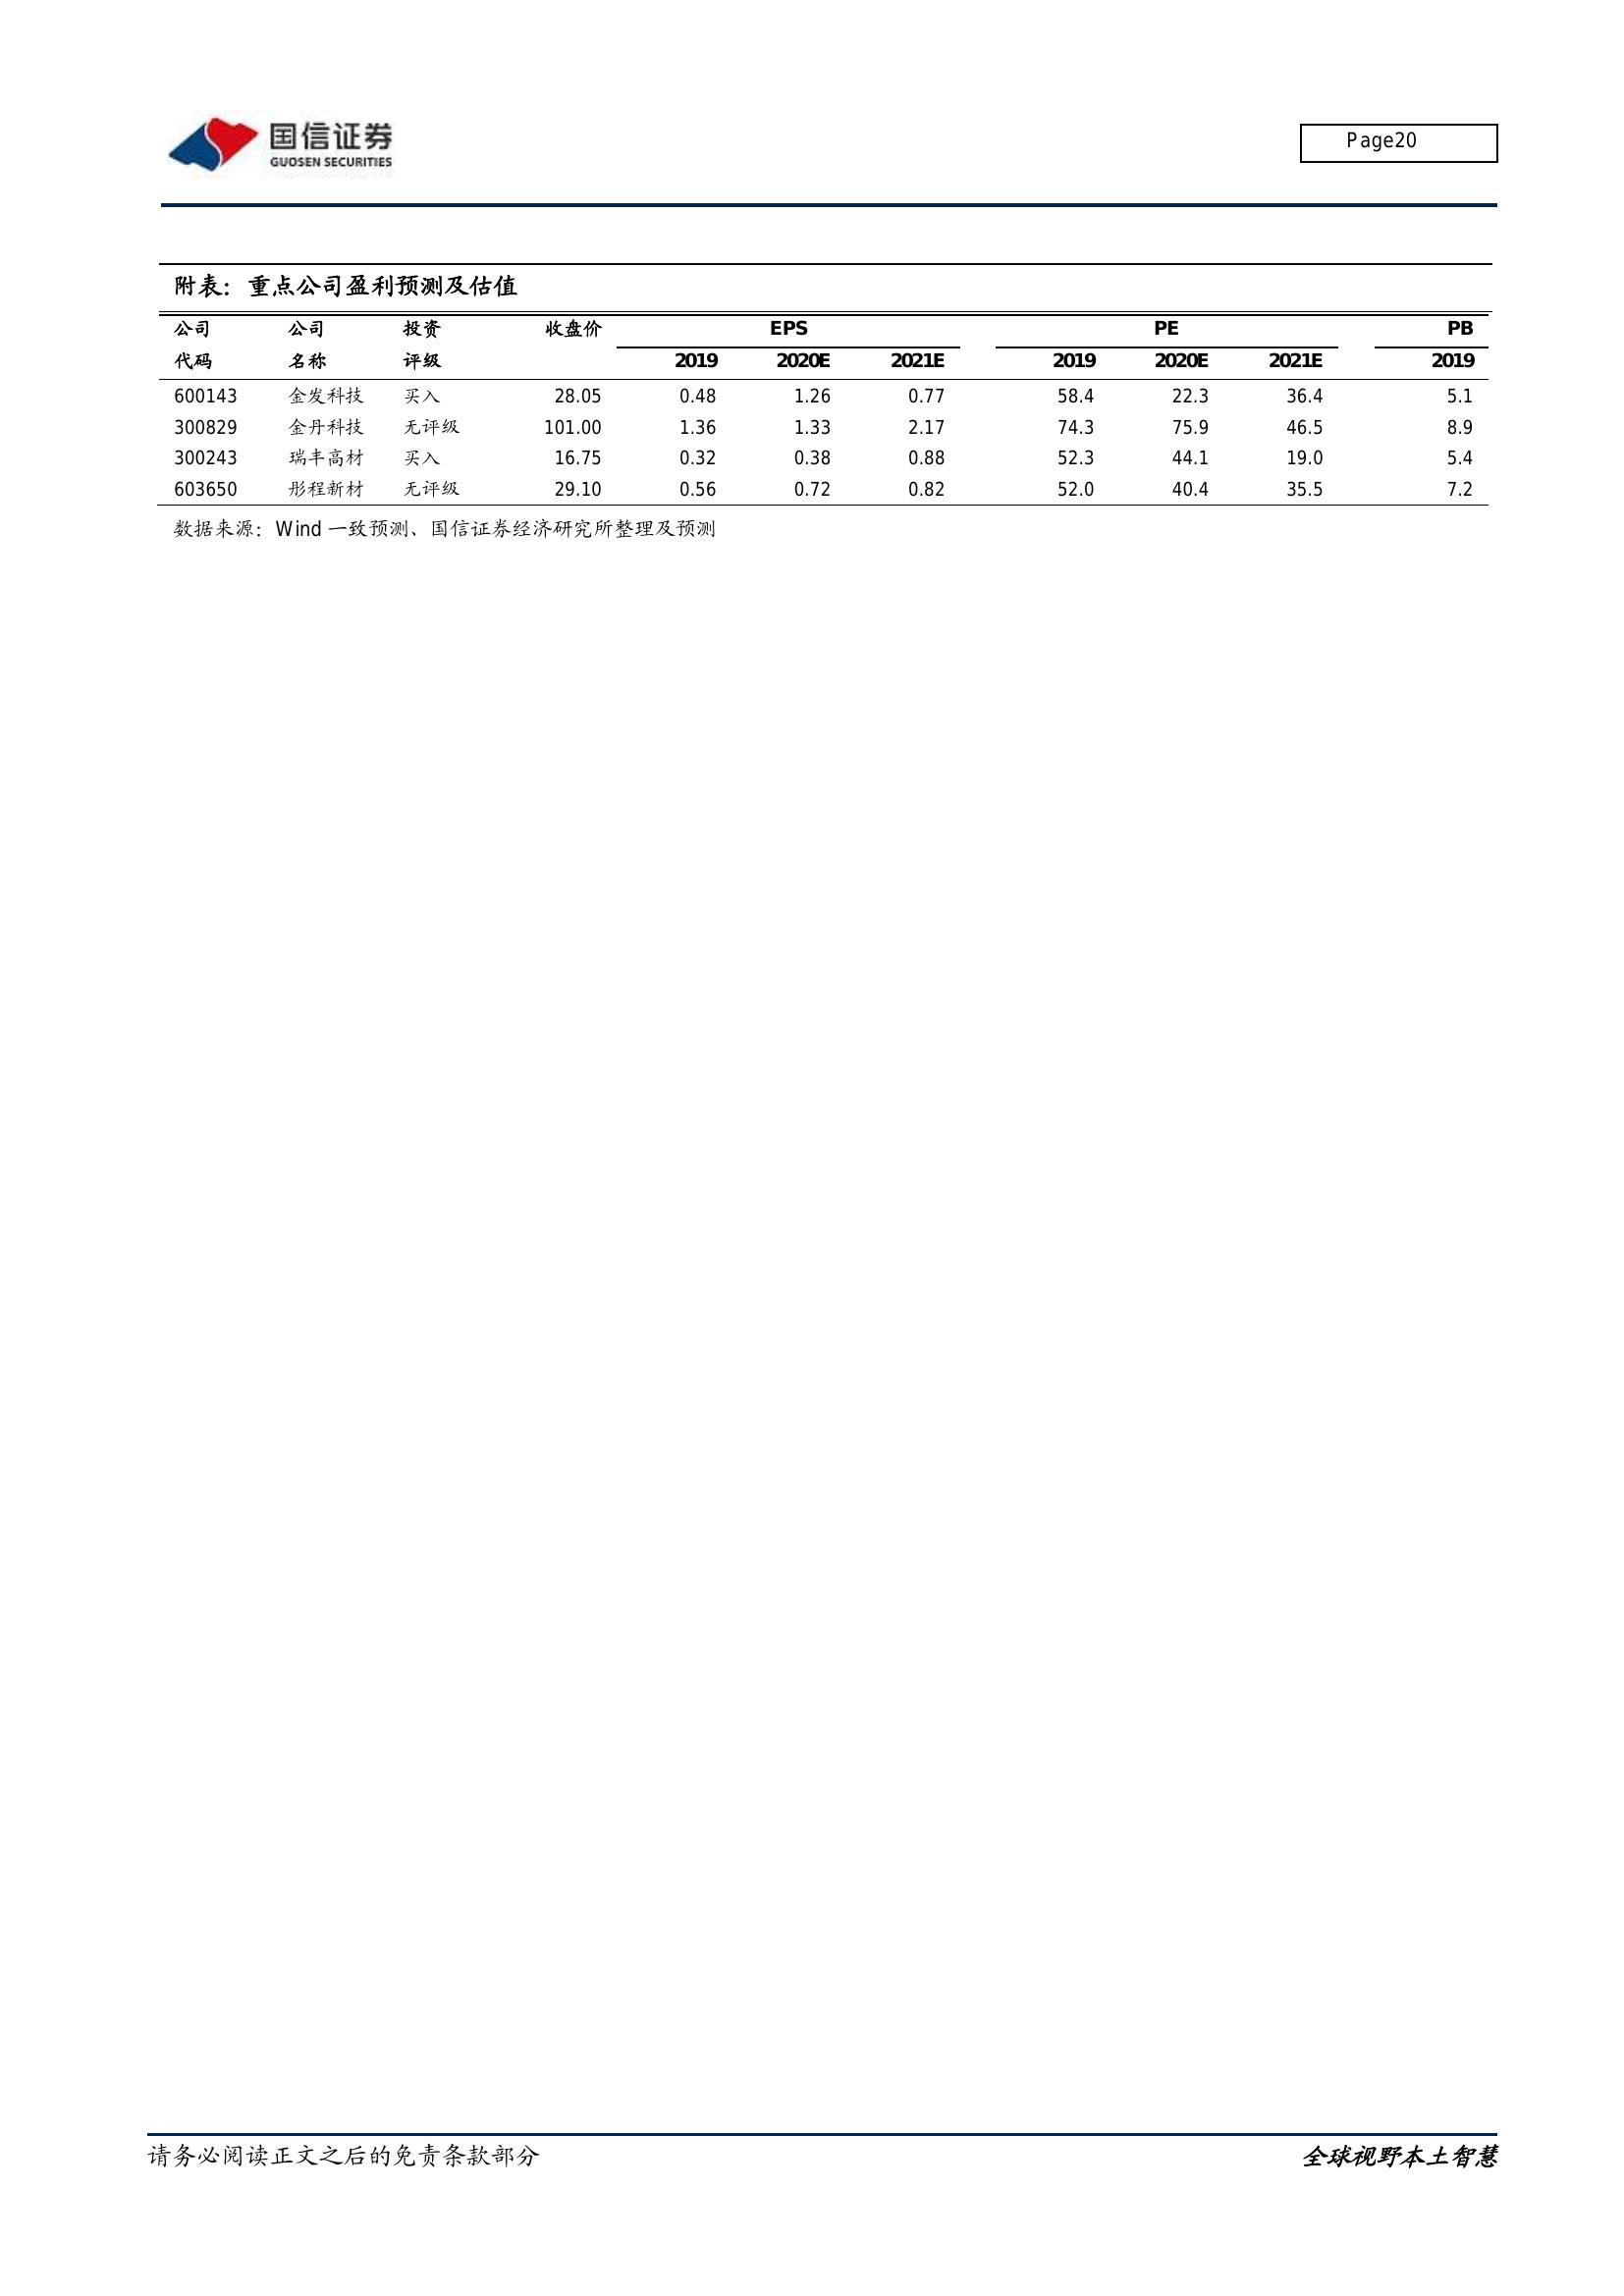 国信证券
GUOSEN SECURITIES
Page20
附表：重点公司盈利预测及估值
公司 公司 投资 收盘价 EPS PE PB
代码 名称 评级 2019 2020E 2021E 2019 2020E 2021E 2019
600143 金发科技 买入 28.05 0.48 1.26 0.77 58.4 22.3 36.4 5.1
300829 金丹科技 无评级 101.00 1.36 1.33 2.17 74.3 75.9 46.5 8.9
300243 瑞丰高材 买入 16.75 0.32 0.38 0.88 52.3 44.1 19.0 5.4
603650 彤程新材 无评级 29.10 0.56 0.72 0.82 52.0 40.4 35.5 7.2
数据来源：Wind 一致预测、国信证券经济研究所整理及预测
请务必阅读正文之后的免责条款部分 全球视野本土智慧